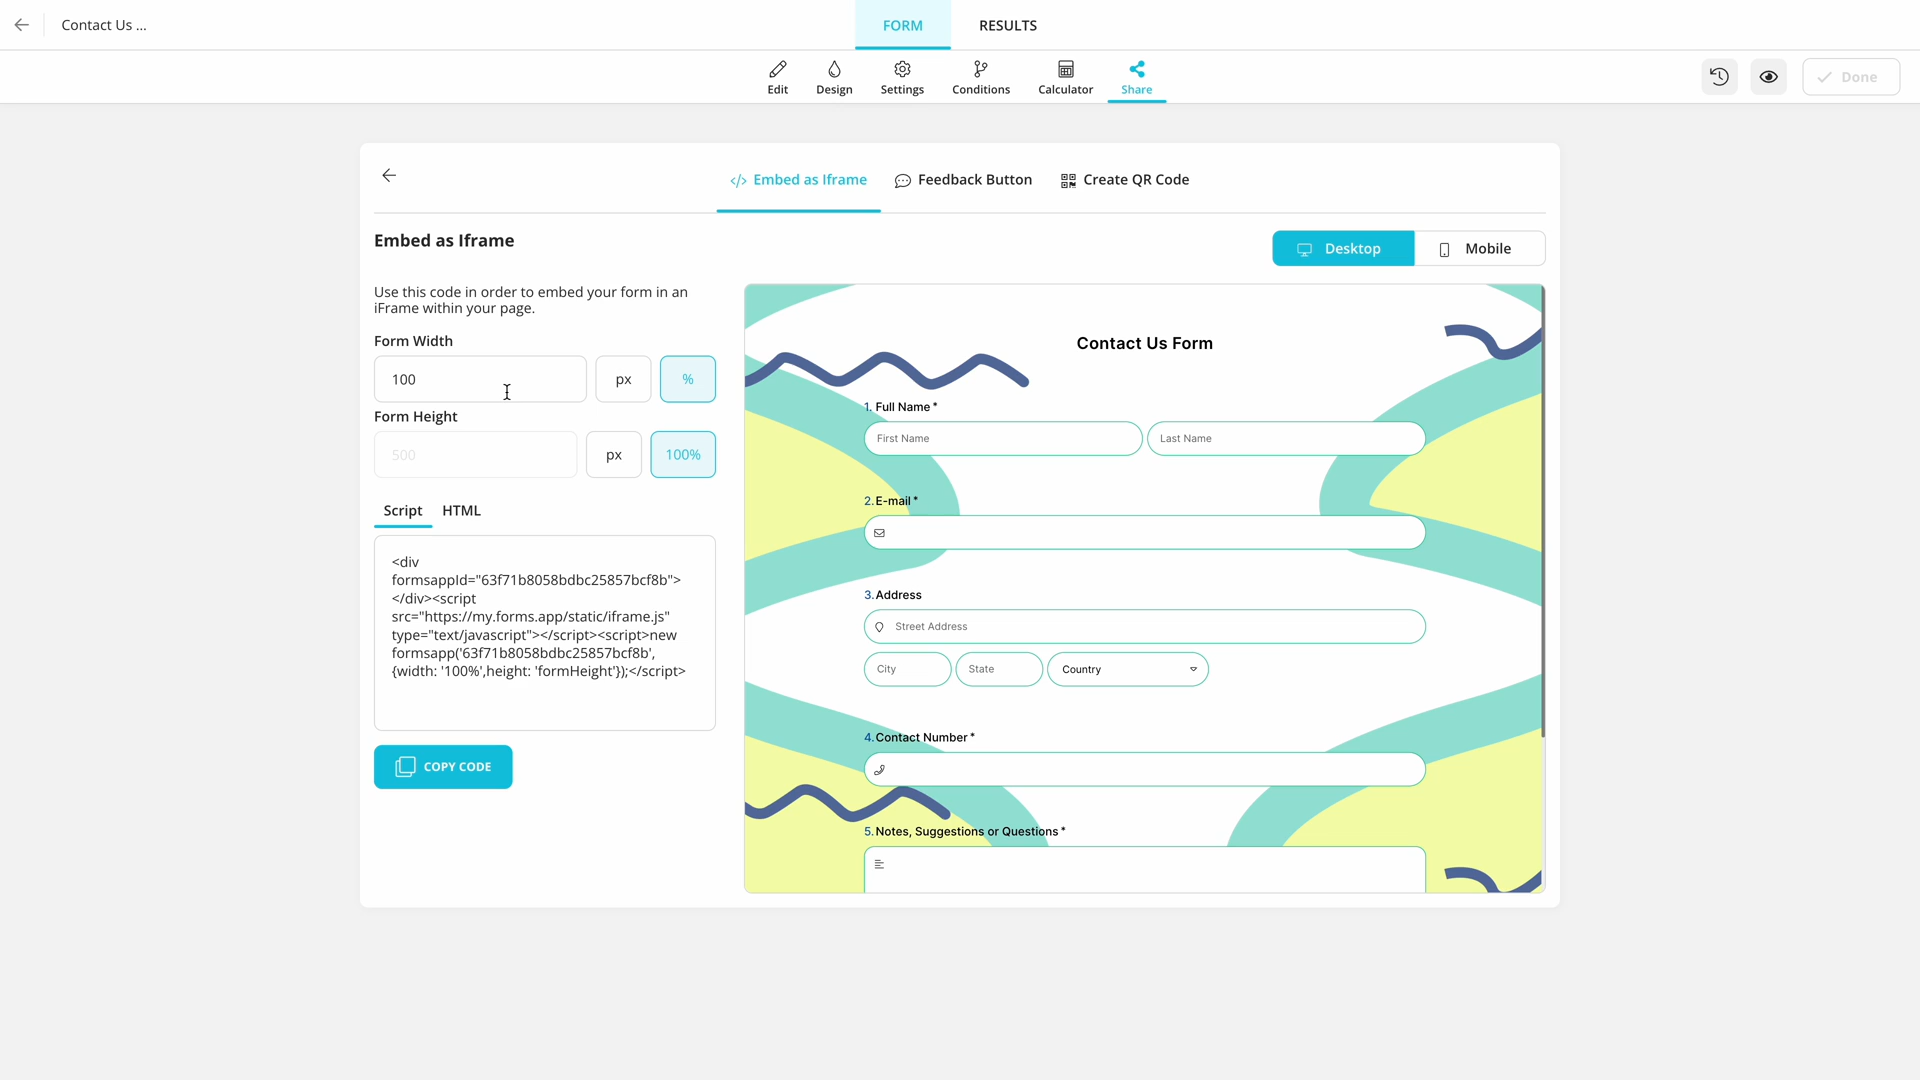 Contact Us ...
FORM
RESULTS
Edit
Design
Settings
Conditions
Calculator
Share
Done
</> Embed as Iframe
Feedback Button
Create QR Code
Embed as Iframe
Desktop
Mobile
Use this code in order to embed your form in an
iFrame within your page.
Form Width
100
px
%
Form Height
500
px
100%
Script
HTML
<div
formsappId="63f71b8058bdbc25857bcf8b">
</div><script
src="https://my.forms.app/static/iframe.js"
type="text/javascript"></script><script>new
formsapp('63f71b8058bdbc25857bcf8b',
{width: '100%',height: 'formHeight'});</script>
COPY CODE
Contact Us Form
1. Full Name *
First Name
Last Name
2. E-mail *
3. Address
Street Address
City
State
Country
4. Contact Number *
5. Notes, Suggestions or Questions *